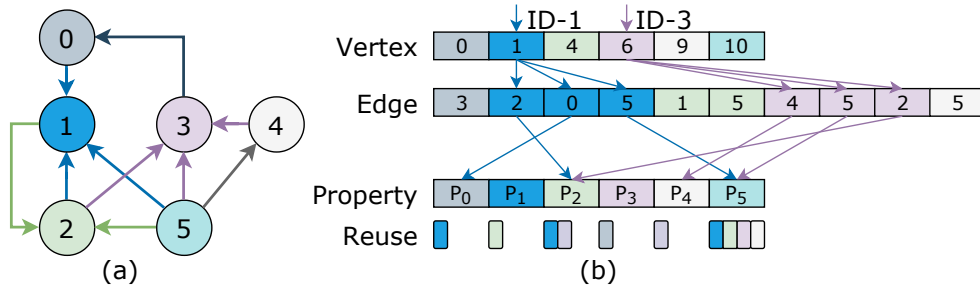 0
1
3
4
2
5
(a)
ID-1
ID-3
Vertex 0 1 4 6 9 10
Edge 3 2 0 5 1 5 4 5 2 5
Property P0 P1 P2 P3 P4 P5
Reuse
(b)